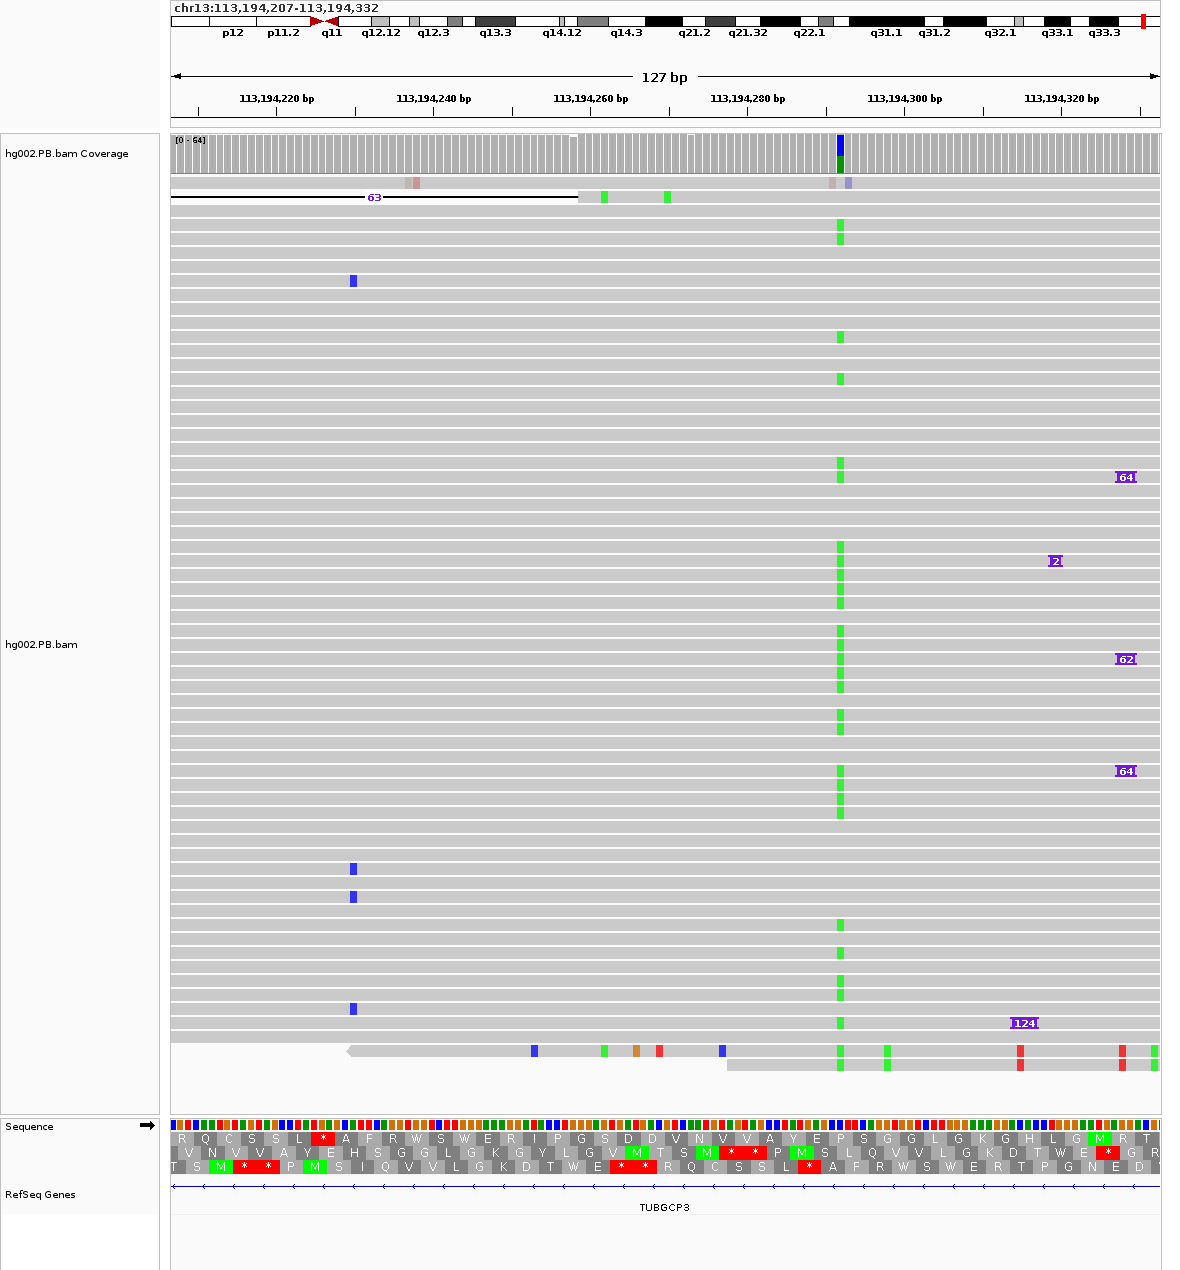 chr13:113,194,207-113,194,332
p12 p11.2 q11 q12.12 q12.3 q13.3 q14.12 q14.3 q21.2 q21.32 q22.1 q31.1 q31.2 q32.1 q33.1 q33.3
127 bp
113,194,220 bp 113,194,240 bp 113,194,260 bp 113,194,280 bp 113,194,300 bp 113,194,320 bp
[0 - 64]
hg002.PB.bam Coverage
63
64
2
hg002.PB.bam
62
64
124
Sequence
R Q C S S L * A F R W S W E R I P G S D D V N V V A Y E P S G G L G K G H L G M R T
V N V V A Y E H S G G L G K G Y L G V M T S M * * P M S L Q V V L G K D T W E * G R
T S M * * P M S I Q V V L G K D T W E * * R Q C S S L * A F R W S W E R T P G N E D
RefSeq Genes
TUBGCP3